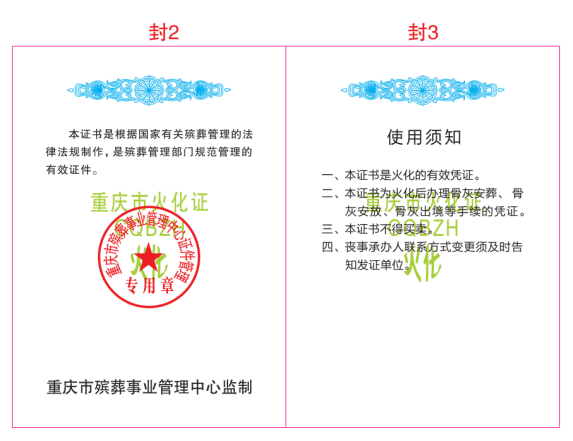 封2
本证书是根据国家有关殡葬管理的法
律法规制作，是殡葬管理部门规范管理的
有效证件。
重庆市火化证
CQBZH
火化
重庆市殡葬事业管理中心证件管理
专用章
重庆市殡葬事业管理中心监制
封3
使用须知
一、本证书是火化的有效凭证。
二、本证书为火化后办理骨灰安葬、骨
灰安放、骨灰出境等手续的凭证。
三、本证书不得买卖。
四、丧事承办人联系方式变更须及时告
知发证单位。
重庆市火化证
CQBZH
火化